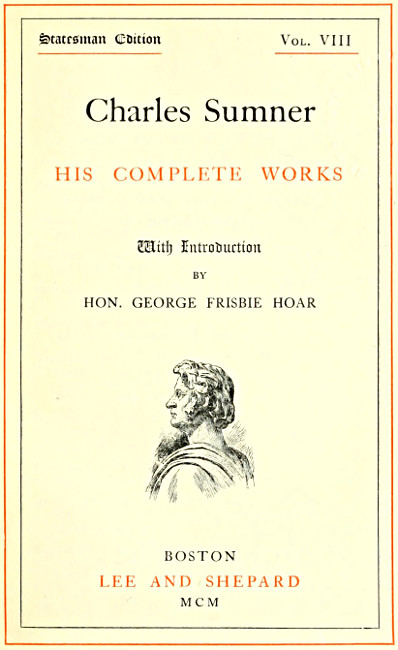 Statesman Edition Vol. VIII
Charles Sumner
HIS COMPLETE WORKS
With Introduction
BY
HON. GEORGE FRISBIE HOAR
BOSTON
LEE AND SHEPARD
MCM